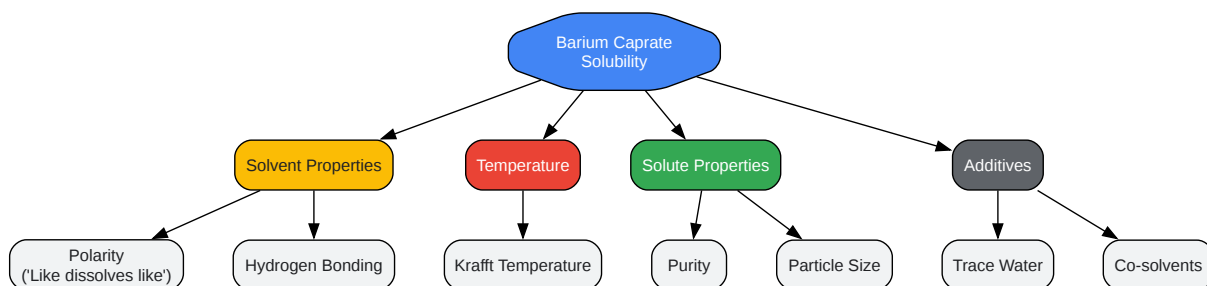 Barium Caprate
Solubility
Solvent Properties
Temperature
Solute Properties
Additives
Polarity
('Like dissolves like')
Hydrogen Bonding
Krafft Temperature
Purity
Particle Size
Trace Water
Co-solvents